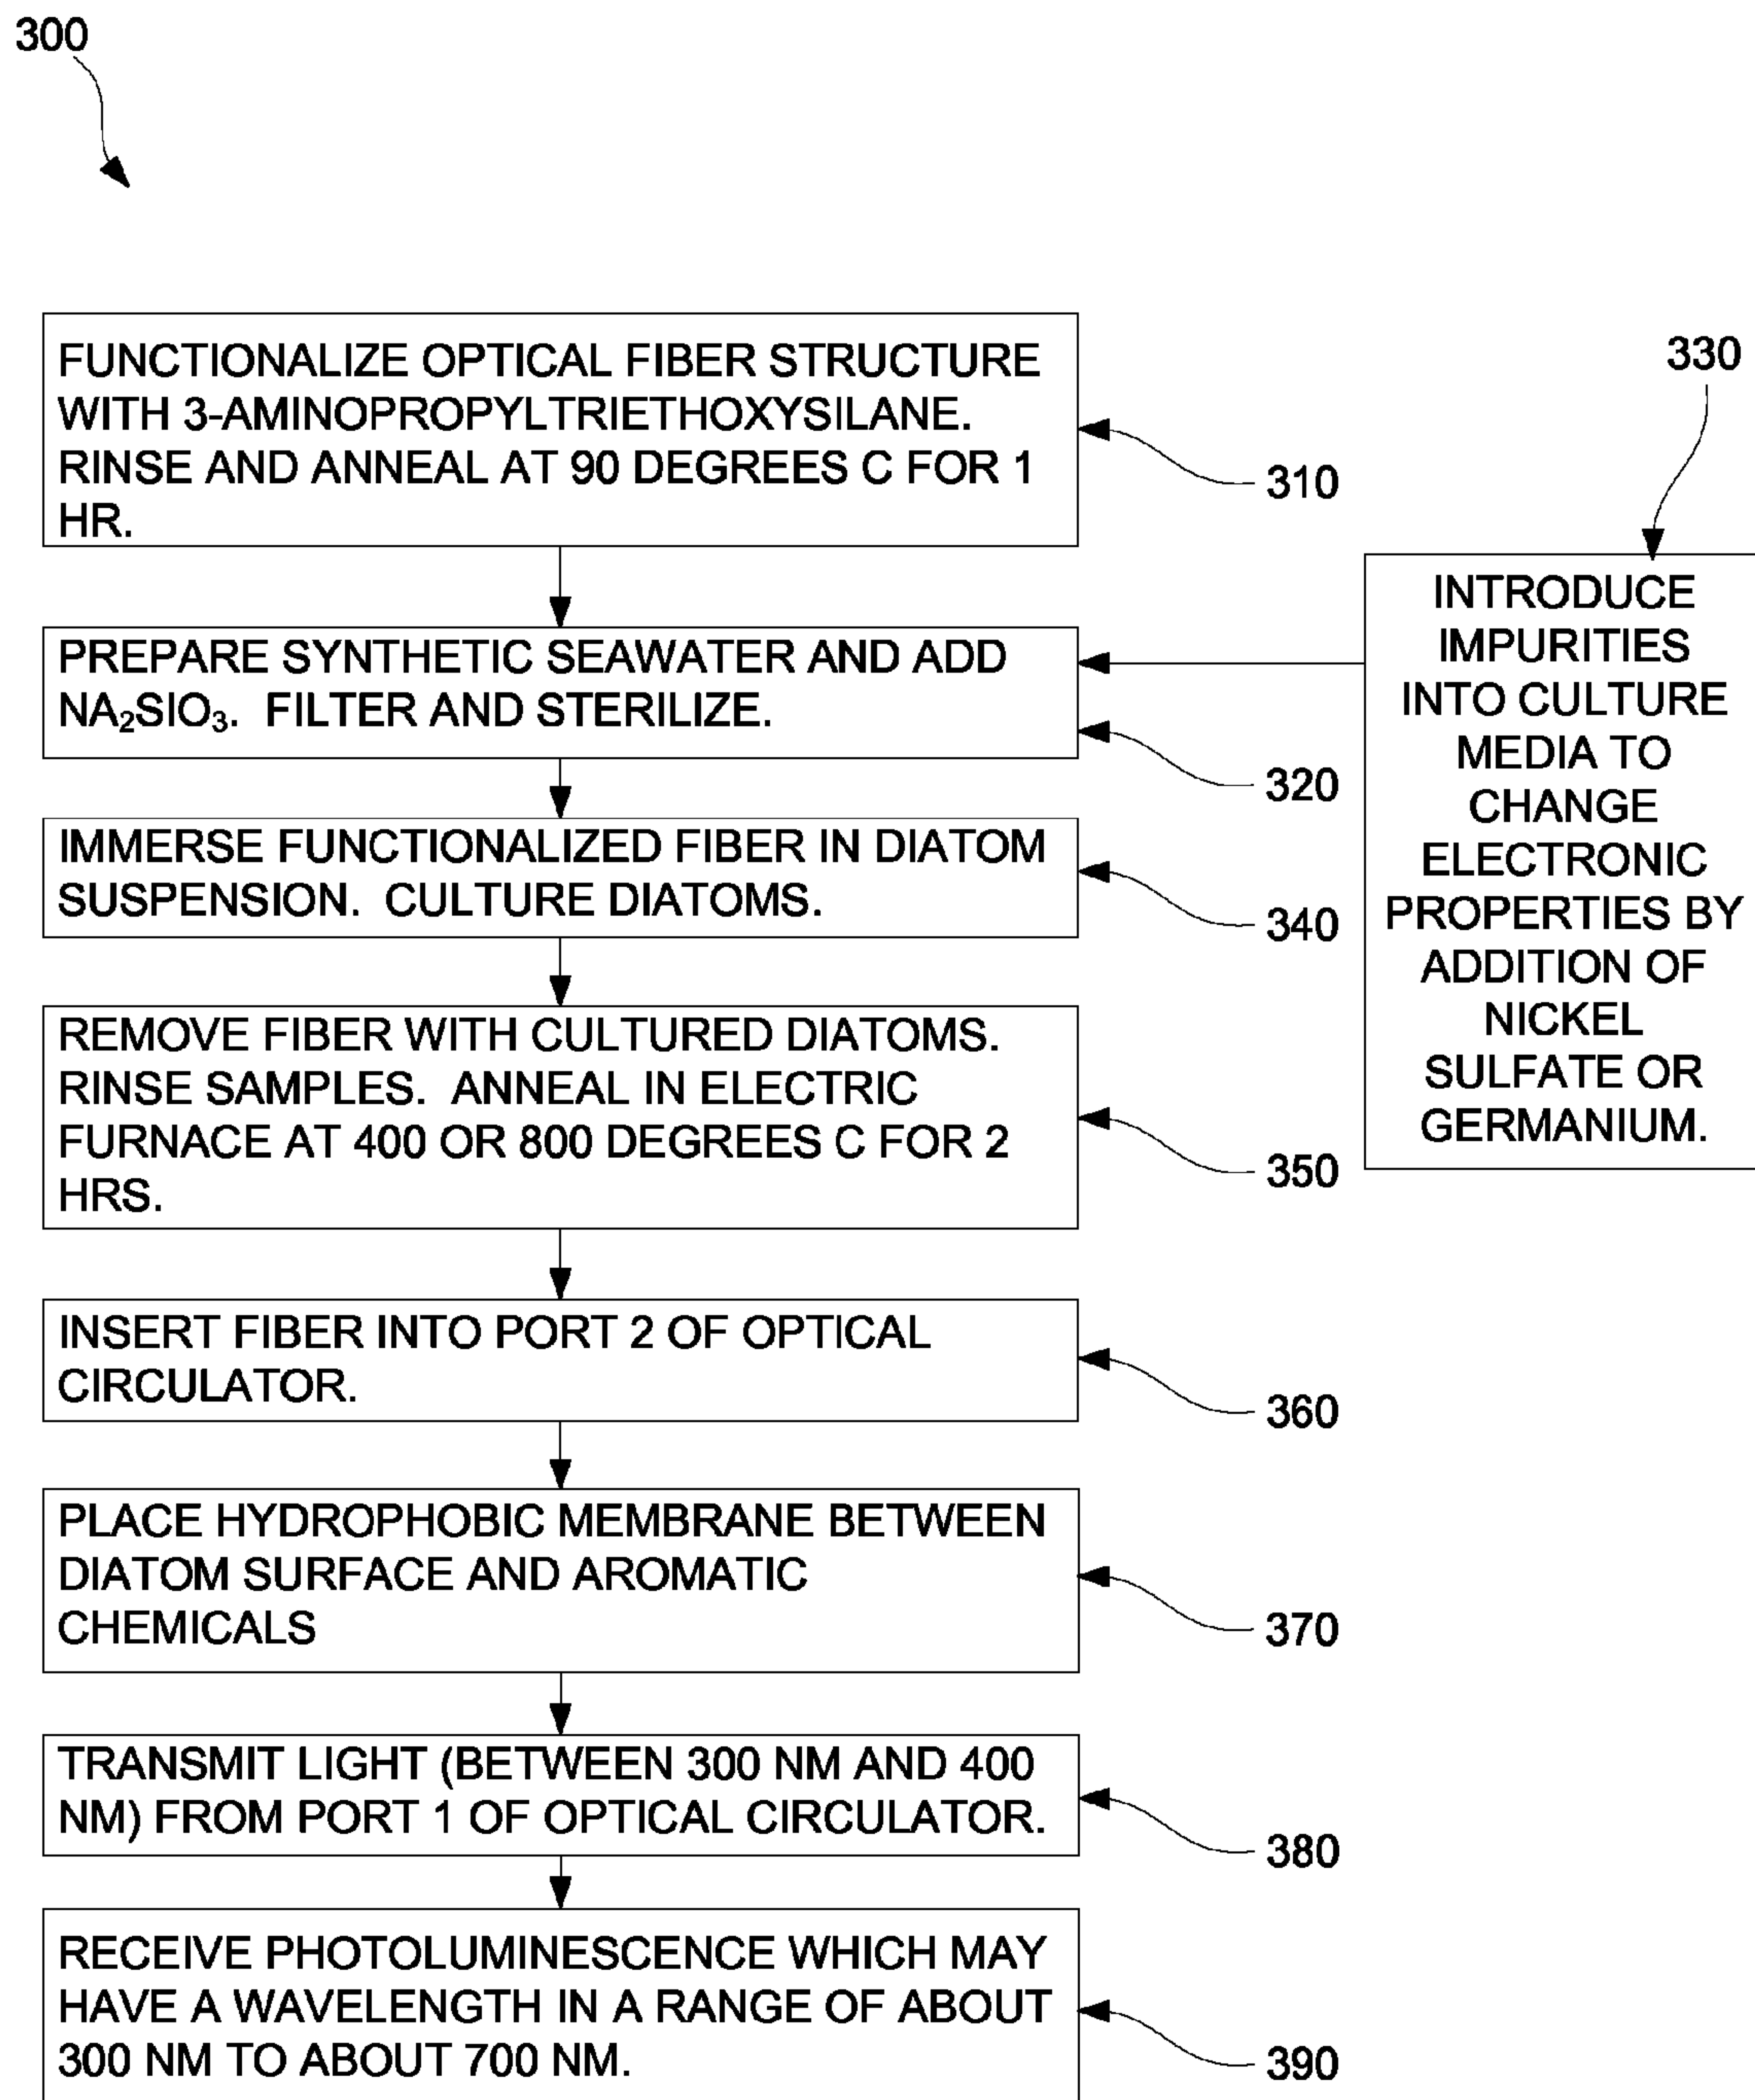 300
FUNCTIONALIZE OPTICAL FIBER STRUCTURE
WITH 3-AMINOPROPYLTRIETHOXYSILANE.
RINSE AND ANNEAL AT 90 DEGREES C FOR 1
HR.
310
330
PREPARE SYNTHETIC SEAWATER AND ADD
NA₂SIO₃. FILTER AND STERILIZE.
320
INTRODUCE
IMPURITIES
INTO CULTURE
MEDIA TO
CHANGE
ELECTRONIC
PROPERTIES BY
ADDITION OF
NICKEL
SULFATE OR
GERMANIUM.
IMMERSE FUNCTIONALIZED FIBER IN DIATOM
SUSPENSION. CULTURE DIATOMS.
340
REMOVE FIBER WITH CULTURED DIATOMS.
RINSE SAMPLES. ANNEAL IN ELECTRIC
FURNACE AT 400 OR 800 DEGREES C FOR 2
HRS.
350
INSERT FIBER INTO PORT 2 OF OPTICAL
CIRCULATOR.
360
PLACE HYDROPHOBIC MEMBRANE BETWEEN
DIATOM SURFACE AND AROMATIC
CHEMICALS
370
TRANSMIT LIGHT (BETWEEN 300 NM AND 400
NM) FROM PORT 1 OF OPTICAL CIRCULATOR.
380
RECEIVE PHOTOLUMINESCENCE WHICH MAY
HAVE A WAVELENGTH IN A RANGE OF ABOUT
300 NM TO ABOUT 700 NM.
390